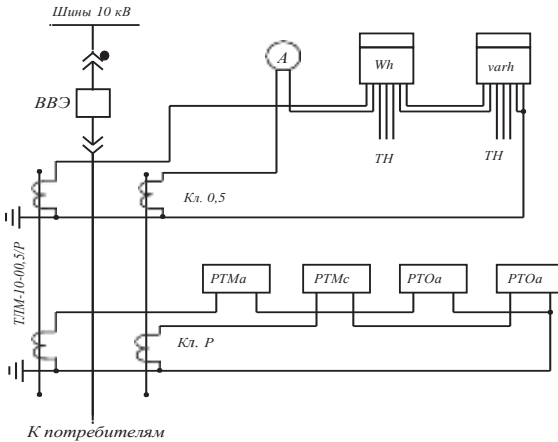 Шины 10 кВ
А
Wh
varh
ВВЭ
ТН
ТН
Кл. 0,5
ТЛМ-10-00,5/Р
РТМа
РТМс
РТОа
РТОа
Кл. Р
К потребителям